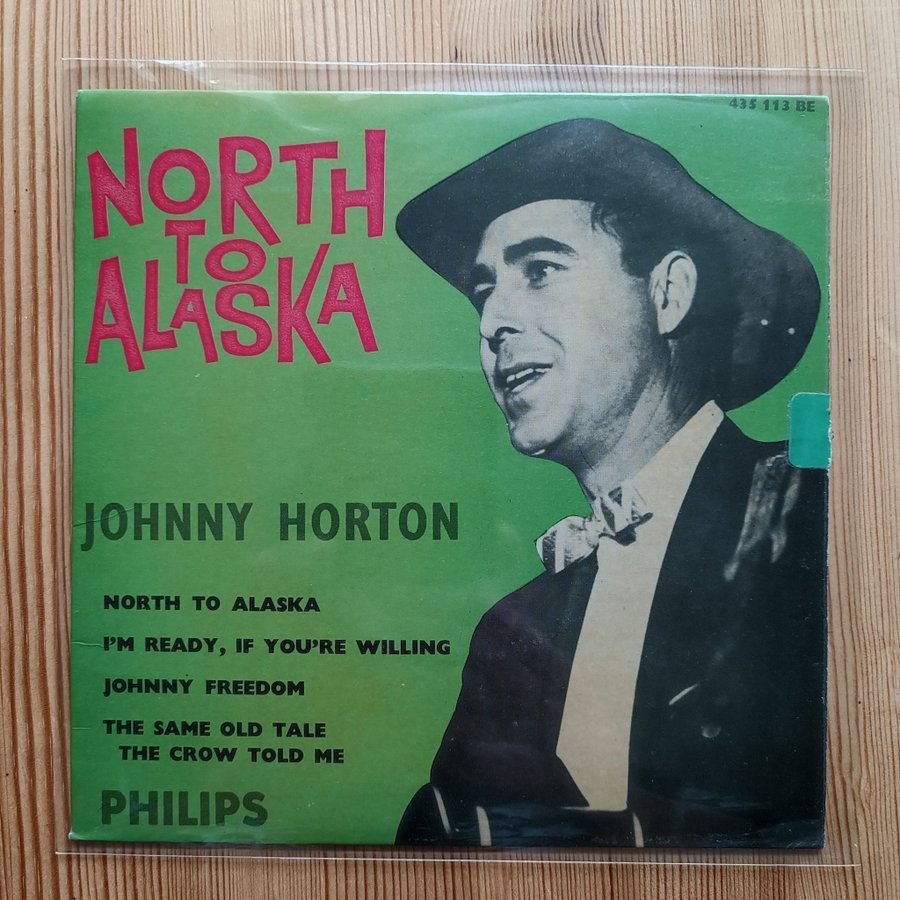 435 113 BE
NORTH
TO
ALASKA
JOHNNY HORTON
NORTH TO ALASKA
I'M READY, IF YOU'RE WILLING
JOHNNY FREEDOM
THE SAME OLD TALE
THE CROW TOLD ME
PHILIPS